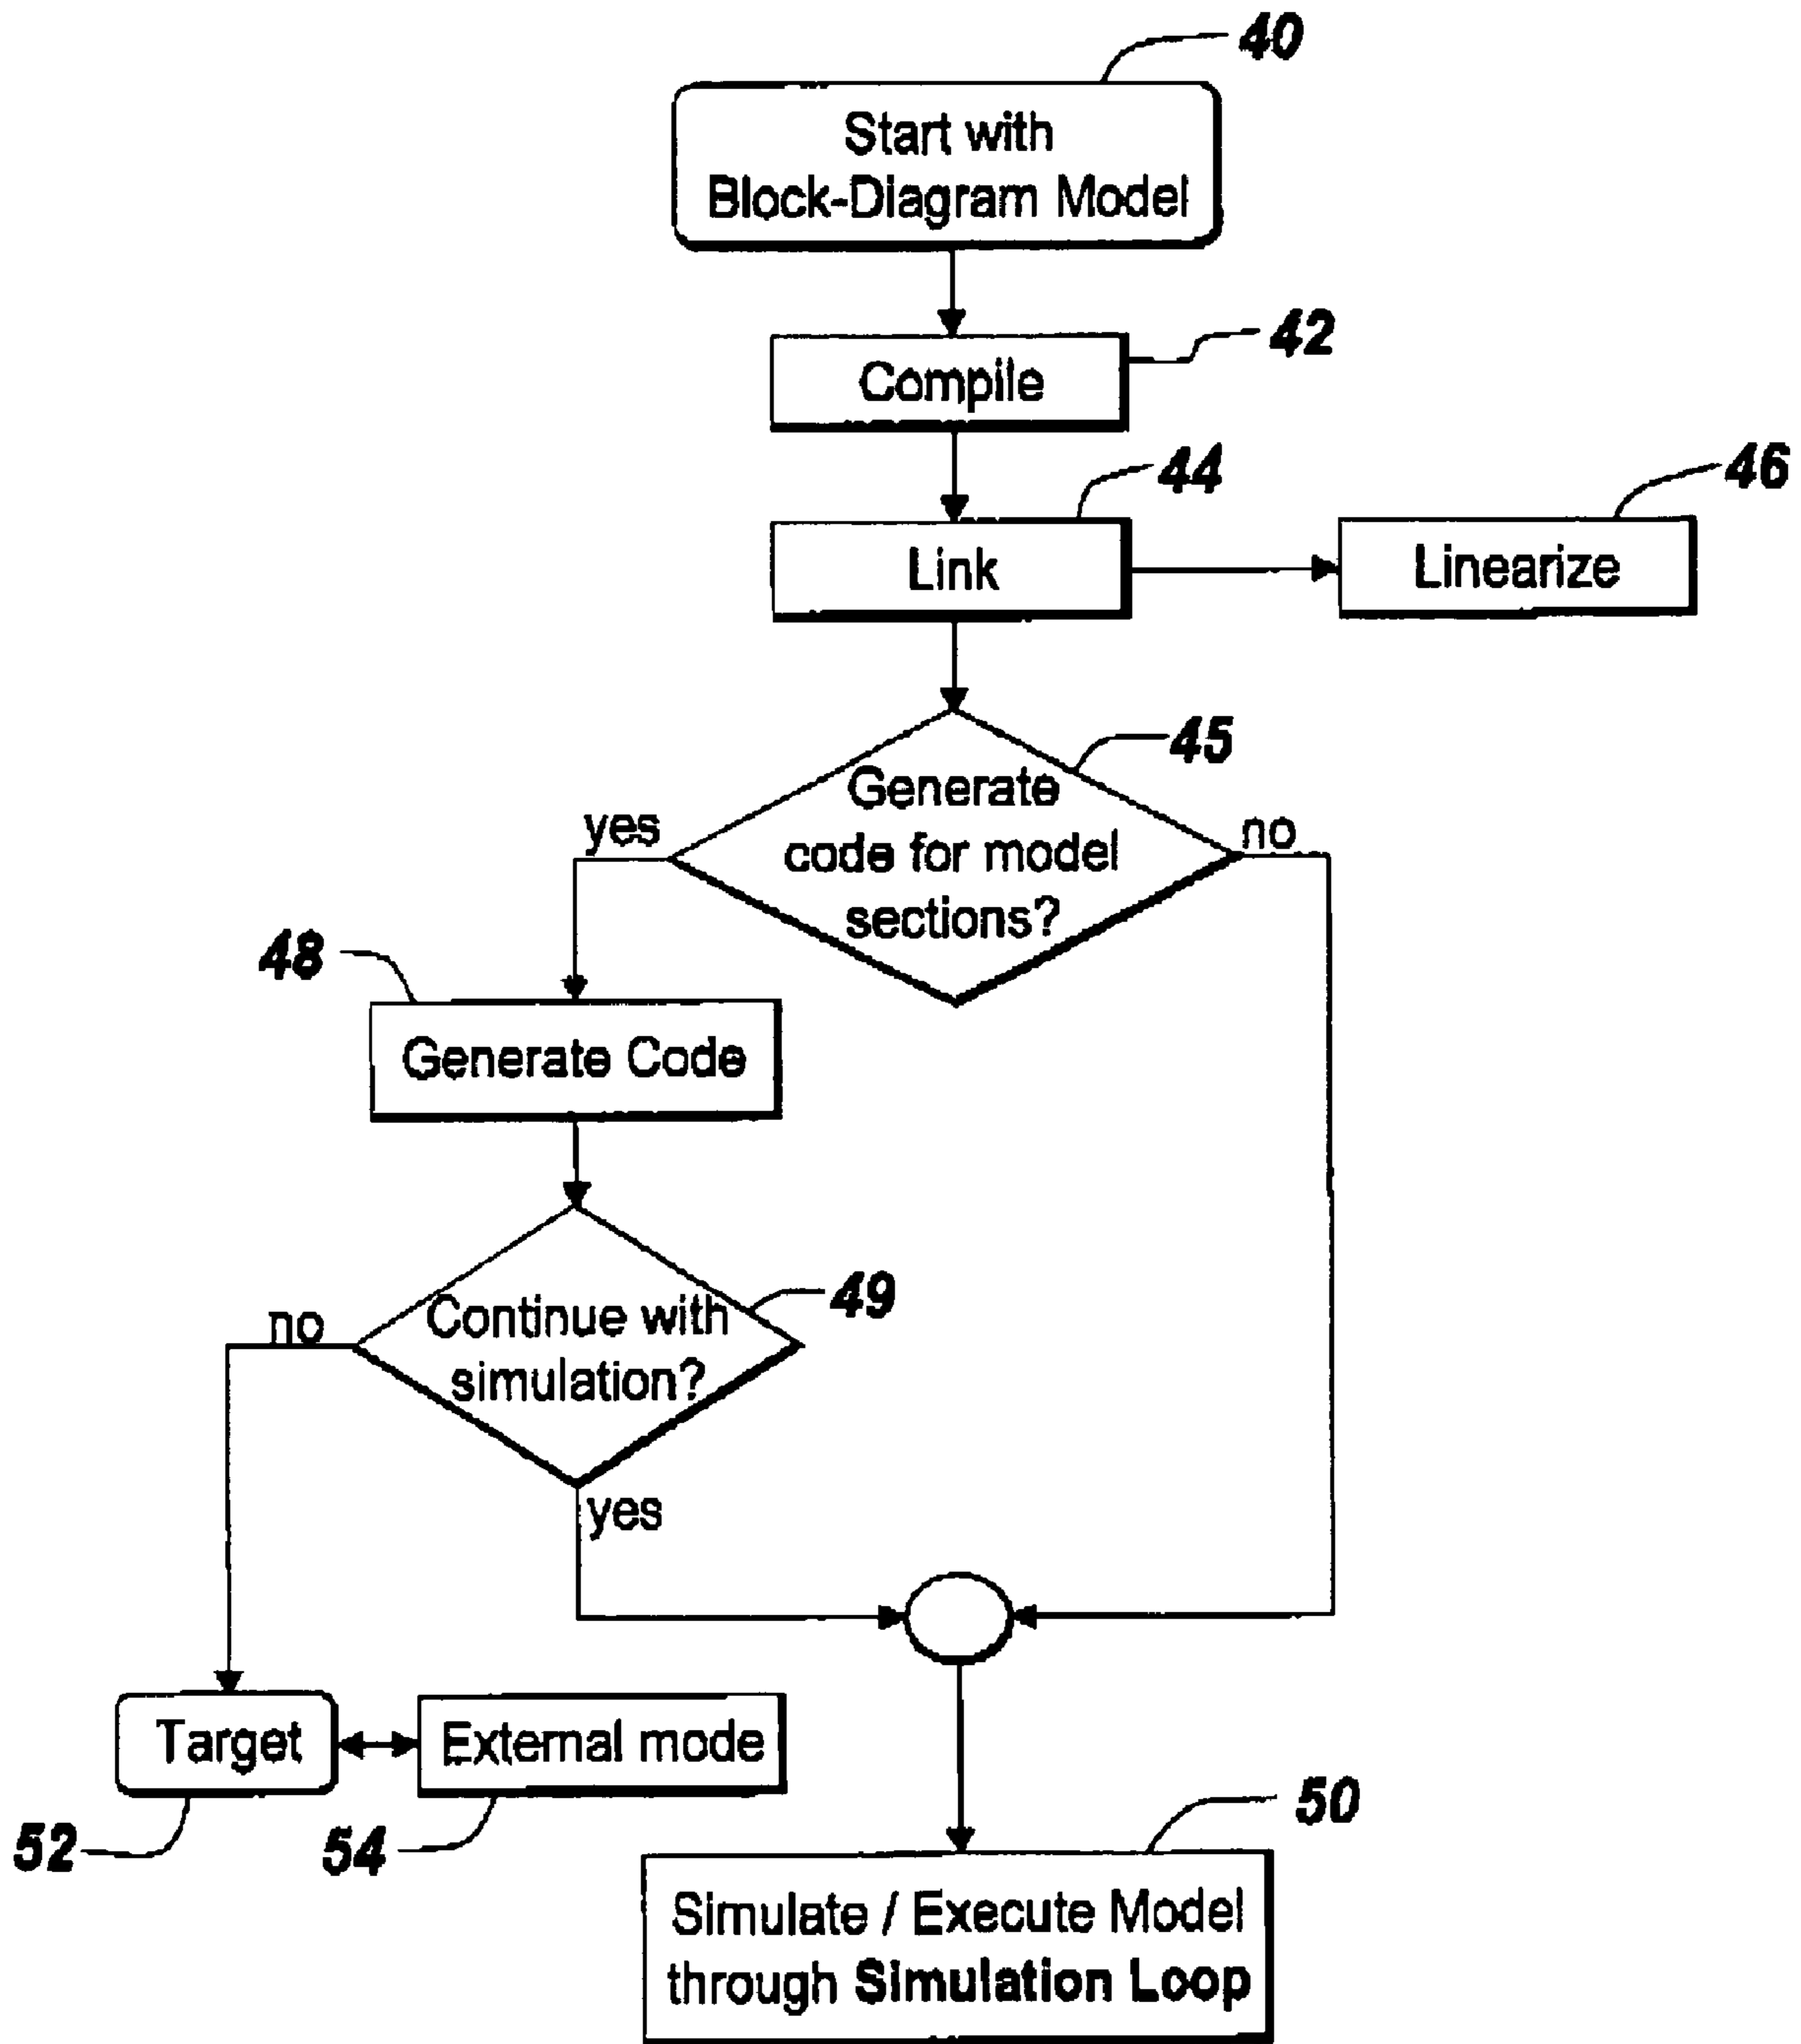 40
Start with
Block-Diagram Model
42
Compile
44
46
Link
Linearize
45
Generate
code for model
sections?
yes
no
48
Generate Code
49
Continue with
simulation?
no
yes
Target
External mode
52
54
50
Simulate / Execute Model
through Simulation Loop